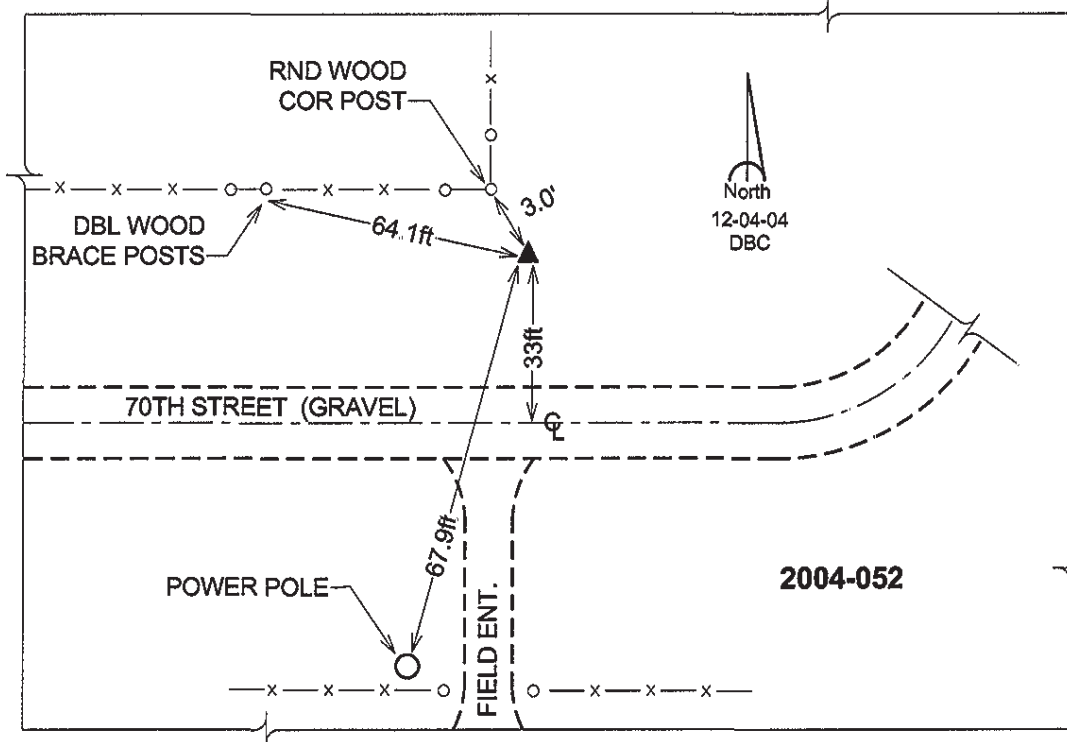 RND WOOD
COR POST
3.0'
North
12-04-04
DBC
DBL WOOD
BRACE POSTS
64.1ft
33ft
70TH STREET (GRAVEL)
CL
67.9ft
2004-052
POWER POLE
FIELD ENT.